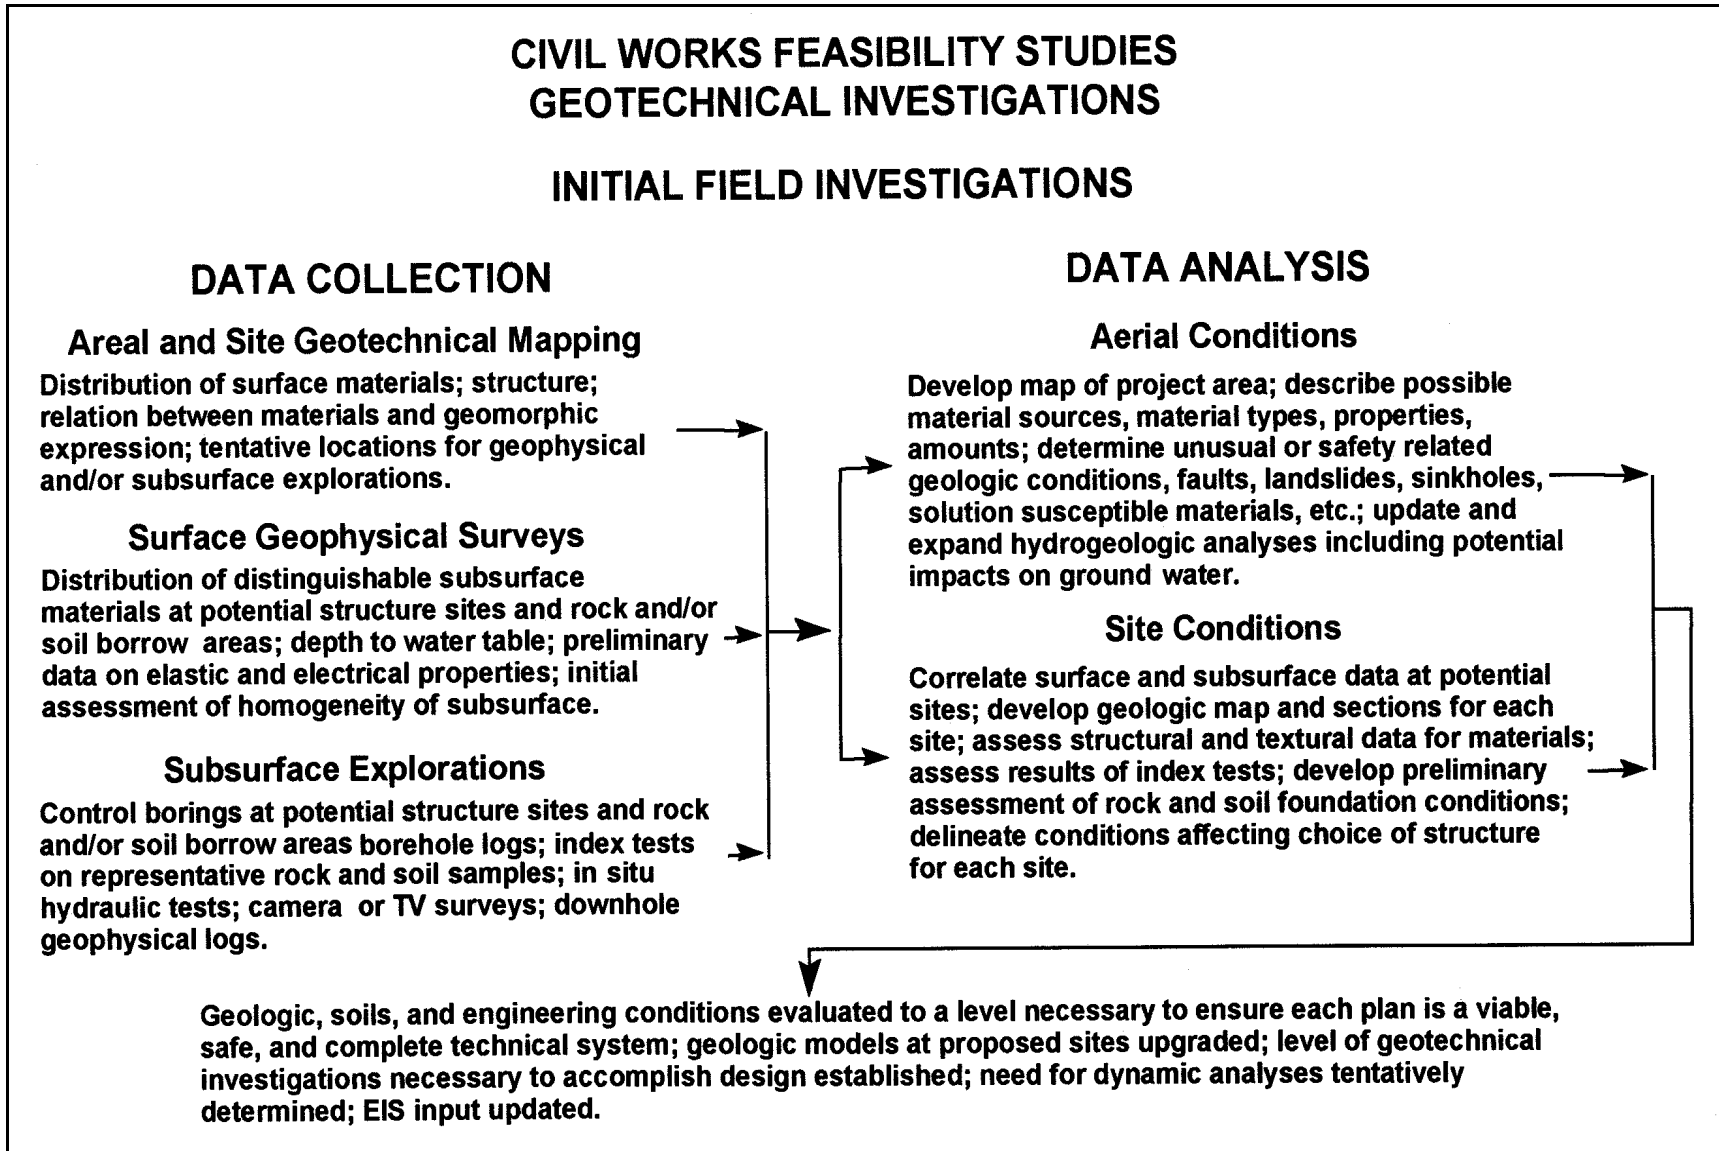 CIVIL WORKS FEASIBILITY STUDIES
GEOTECHNICAL INVESTIGATIONS
INITIAL FIELD INVESTIGATIONS
DATA COLLECTION
Areal and Site Geotechnical Mapping
Distribution of surface materials; structure;
relation between materials and geomorphic
expression; tentative locations for geophysical
and/or subsurface explorations.
Surface Geophysical Surveys
Distribution of distinguishable subsurface
materials at potential structure sites and rock and/or
soil borrow areas; depth to water table; preliminary
data on elastic and electrical properties; initial
assessment of homogeneity of subsurface.
Subsurface Explorations
Control borings at potential structure sites and rock
and/or soil borrow areas borehole logs; index tests
on representative rock and soil samples; in situ
hydraulic tests; camera or TV surveys; downhole
geophysical logs.
DATA ANALYSIS
Aerial Conditions
Develop map of project area; describe possible
material sources, material types, properties,
amounts; determine unusual or safety related
geologic conditions, faults, landslides, sinkholes,
solution susceptible materials, etc.; update and
expand hydrogeologic analyses including potential
impacts on ground water.
Site Conditions
Correlate surface and subsurface data at potential
sites; develop geologic map and sections for each
site; assess structural and textural data for materials;
assess results of index tests; develop preliminary
assessment of rock and soil foundation conditions;
delineate conditions affecting choice of structure
for each site.
Geologic, soils, and engineering conditions evaluated to a level necessary to ensure each plan is a viable,
safe, and complete technical system; geologic models at proposed sites upgraded; level of geotechnical
investigations necessary to accomplish design established; need for dynamic analyses tentatively
determined; EIS input updated.